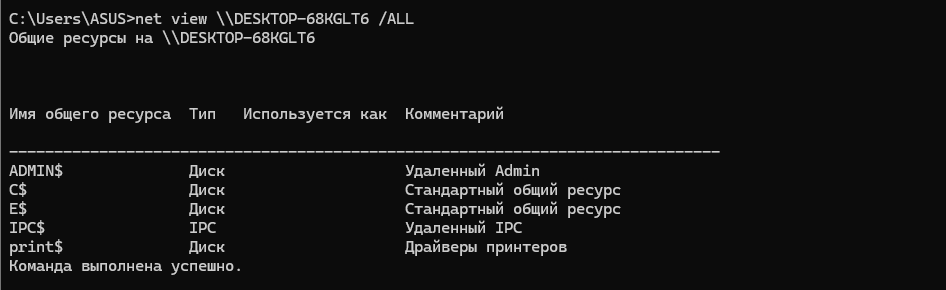 C:\Users\ASUS>net view \\DESKTOP-68KGLT6 /ALL
Общие ресурсы на \\DESKTOP-68KGLT6
Имя общего ресурса  Тип   Используется как  Комментарий
-------------------------------------------------------------------------------
ADMIN$              Диск                    Удаленный Admin
C$                  Диск                    Стандартный общий ресурс
E$                  Диск                    Стандартный общий ресурс
IPC$                IPC                     Удаленный IPC
print$              Диск                    Драйверы принтеров
Команда выполнена успешно.